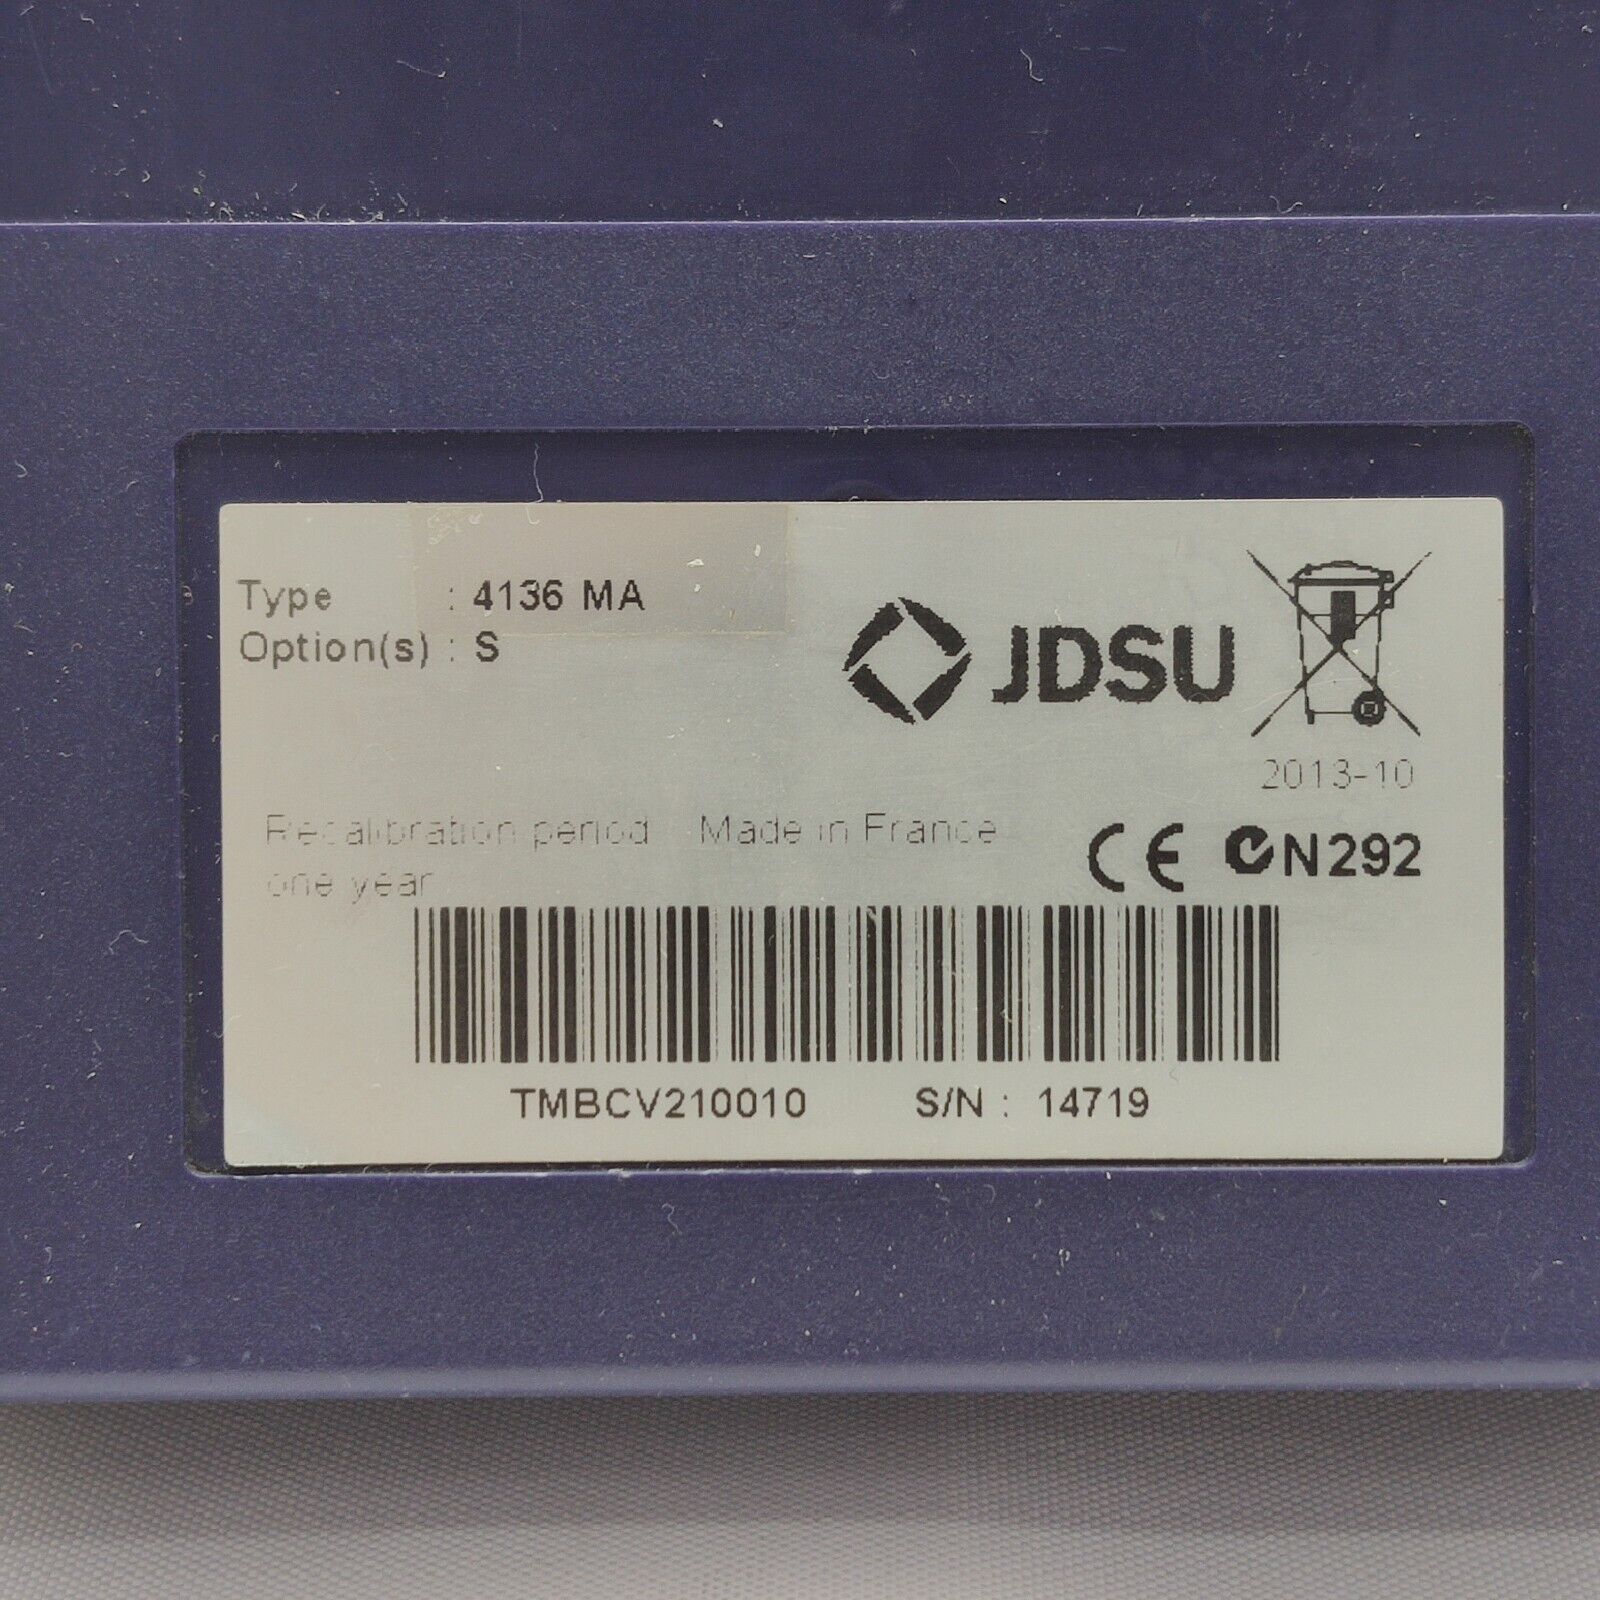 Type : 4136 MA
Option(s) : S
JDSU
2013-10
Recalibration period Made in France
one year
CE N292
TMBCV210010 S/N : 14719